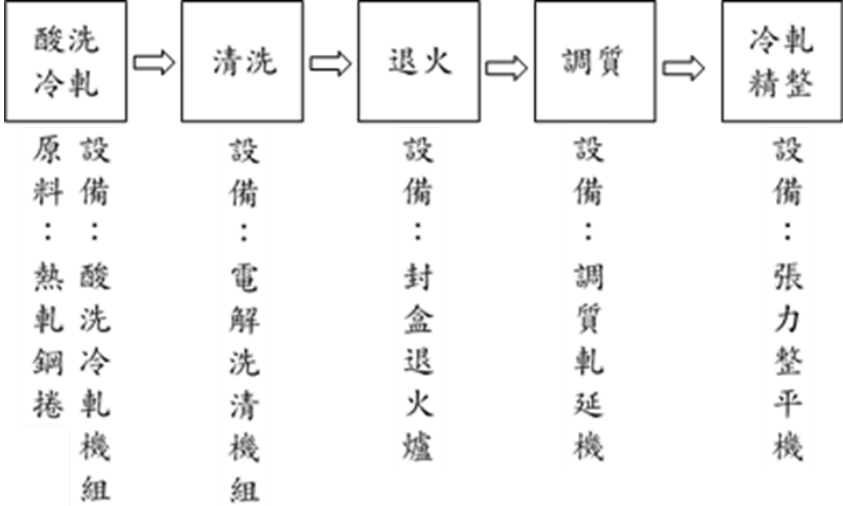 酸洗
冷軋
清洗
退火
調質
冷軋
精整
設備：酸洗冷軋機組
原料：熱軋鋼捲
設備：電解洗清機組
設備：封盒退火爐
設備：調質軋延機
設備：張力整平機